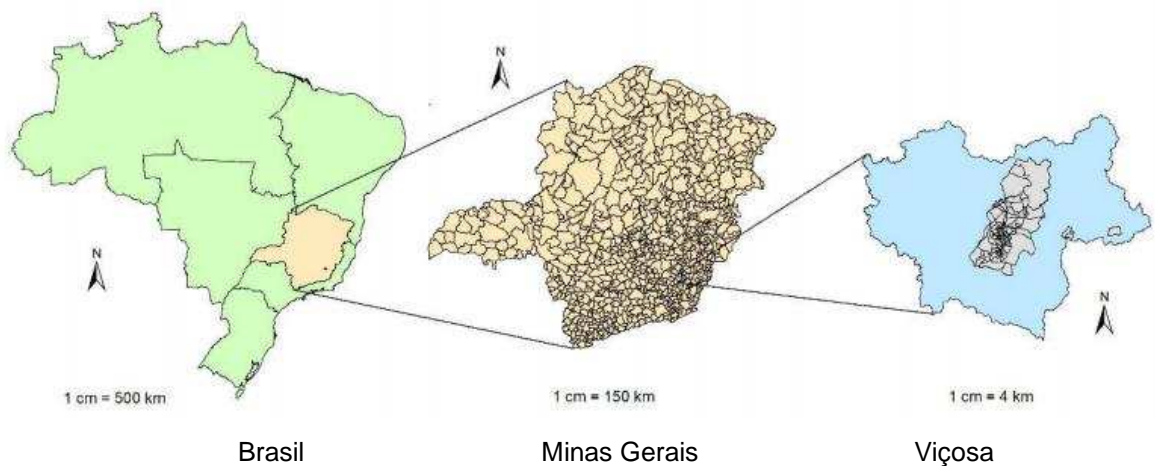 N
N
N
1 cm = 500 km
1 cm = 150 km
1 cm = 4 km
Brasil
Minas Gerais
Viçosa